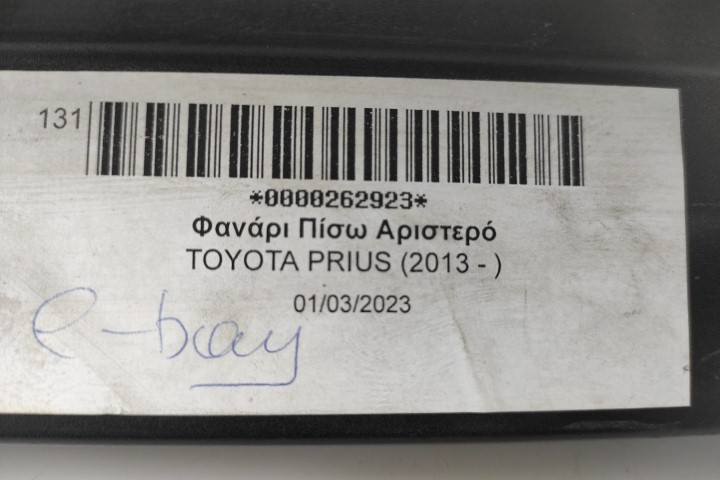 131
*0000262923*
Φανάρι Πίσω Αριστερό
TOYOTA PRIUS (2013 - )
01/03/2023
e-bay